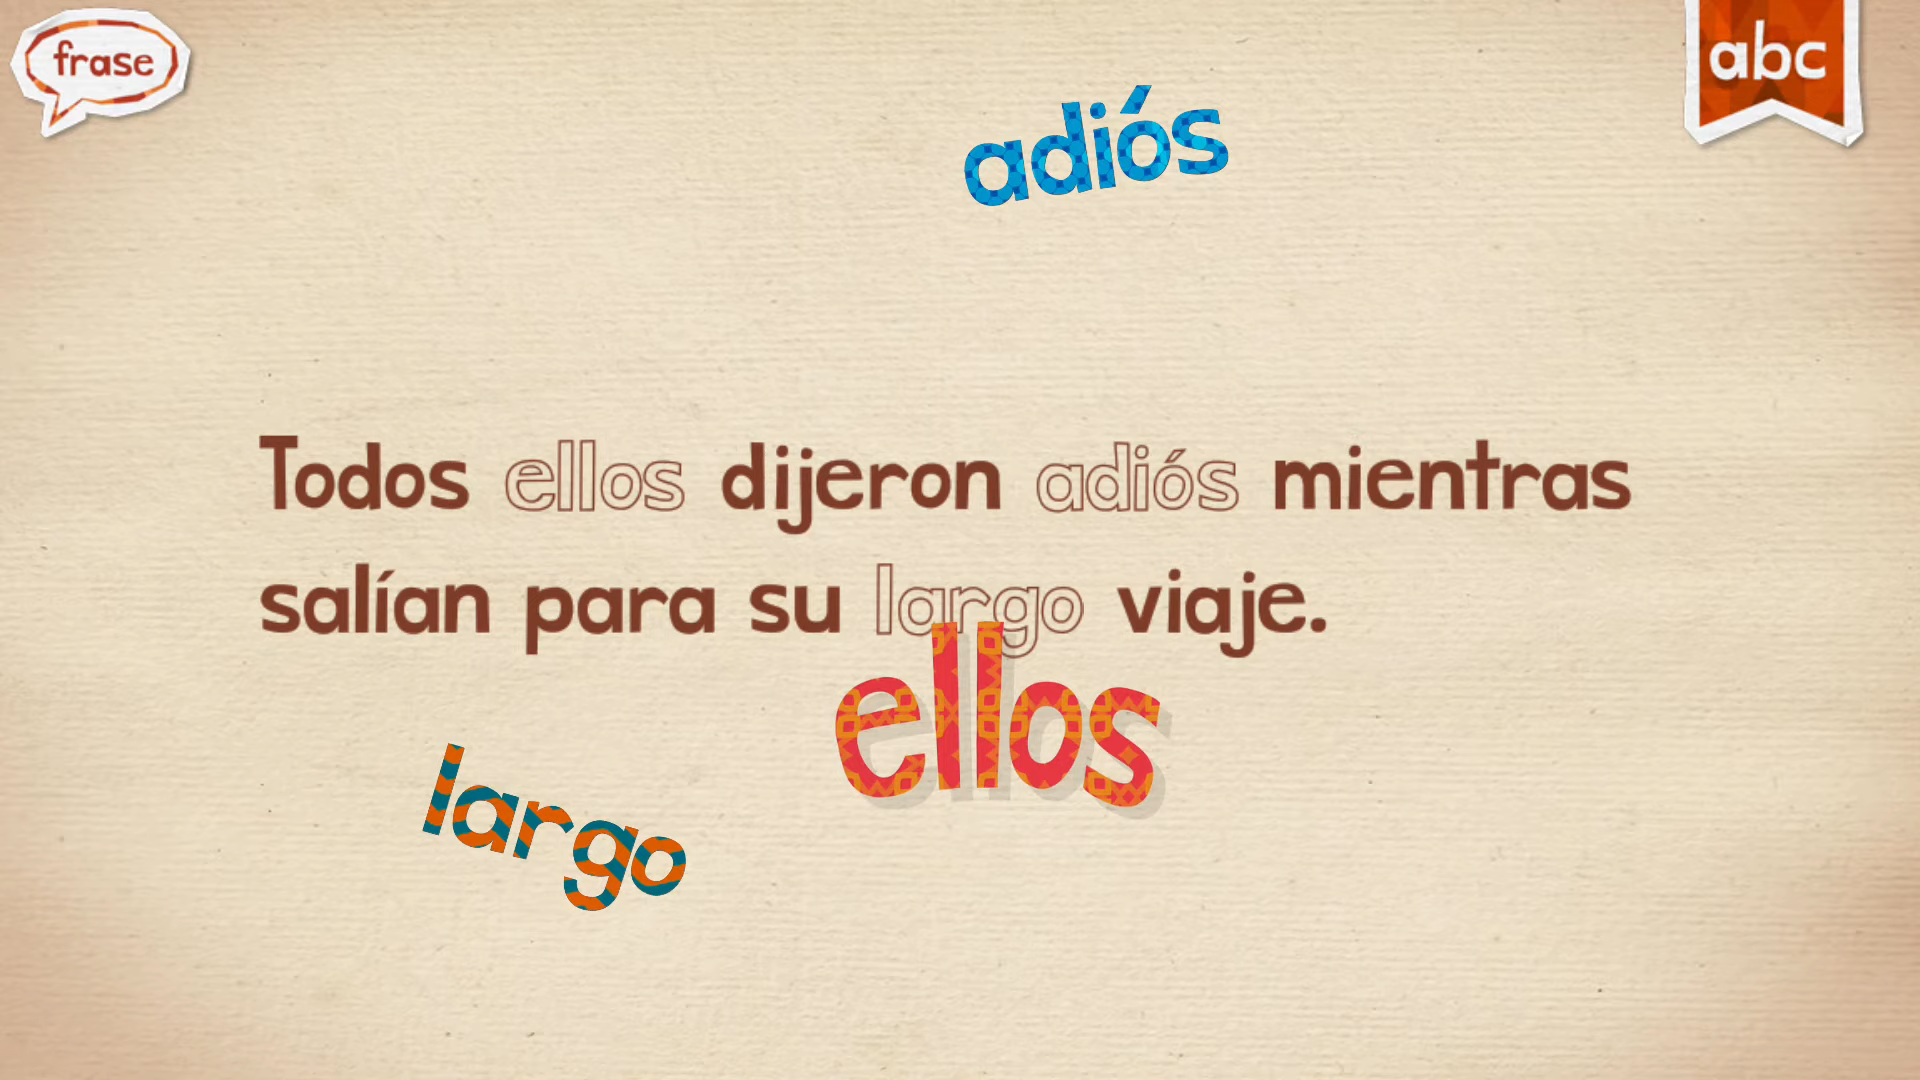 frase
abc
adiós
Todos ellos dijeron adiós mientras
salían para su largo viaje.
ellos
largo